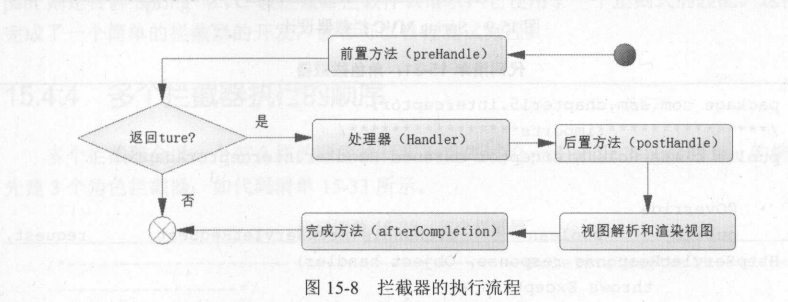 前置方法（preHandle）
返回ture?
是
处理器（Handler）
后置方法（postHandle）
否
完成方法（afterCompletion）
视图解析和渲染视图
图 15-8 拦截器的执行流程